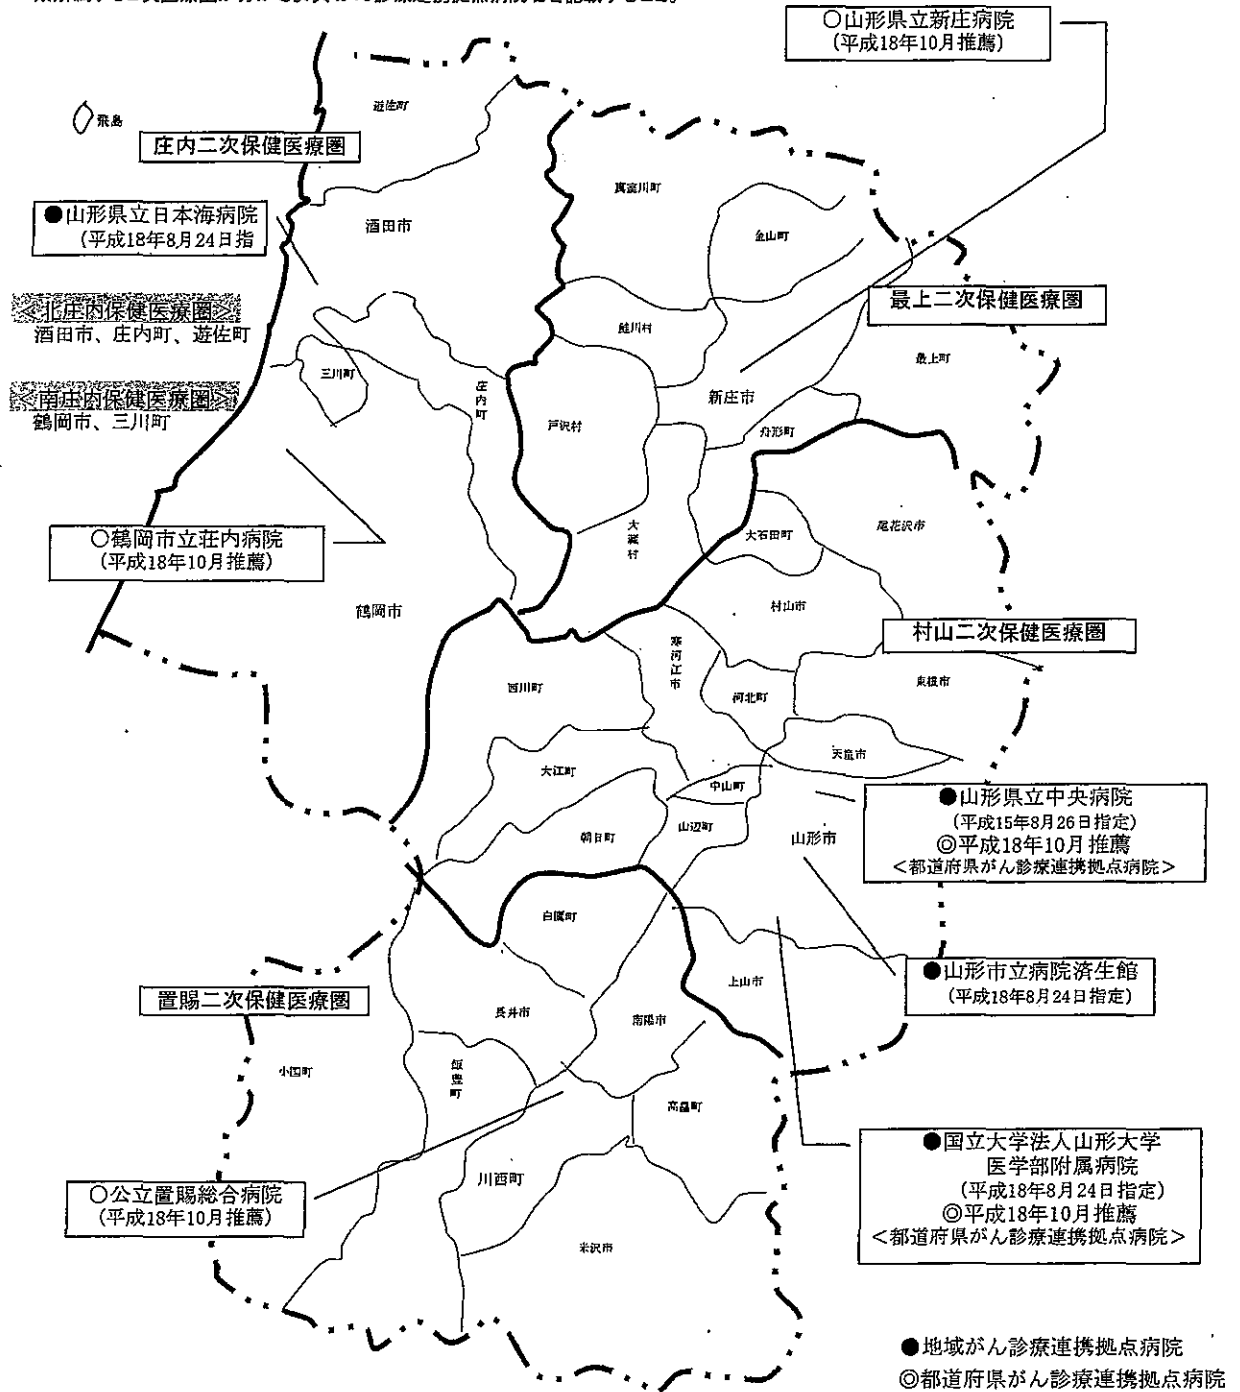 ○山形県立新庄病院
(平成18年10月推薦)
遊佐町
飛島
庄内二次保健医療圏
真室川町
●山形県立日本海病院
(平成18年8月24日指
酒田市
金山町
最上二次保健医療圏
<北庄内保健医療圏>
酒田市、庄内町、遊佐町
鮭川村
最上町
三川町
庄内町
新庄市
<南庄内保健医療圏>
鶴岡市、三川町
戸沢村
舟形町
大蔵村
大石田町
尾花沢市
○鶴岡市立荘内病院
(平成18年10月推薦)
鶴岡市
村山市
村山二次保健医療圏
寒河江市
西川町
河北町
東根市
天童市
大江町
中山町
●山形県立中央病院
(平成15年8月26日指定)
◎平成18年10月推薦
<都道府県がん診療連携拠点病院>
朝日町
山辺町
山形市
白鷹町
●山形市立病院済生館
(平成18年8月24日指定)
上山市
置賜二次保健医療圏
長井市
南陽市
小国町
飯豊町
高畠町
●国立大学法人山形大学
医学部附属病院
(平成18年8月24日指定)
◎平成18年10月推薦
<都道府県がん診療連携拠点病院>
川西町
○公立置賜総合病院
(平成18年10月推薦)
米沢市
●地域がん診療連携拠点病院
◎都道府県がん診療連携拠点病院